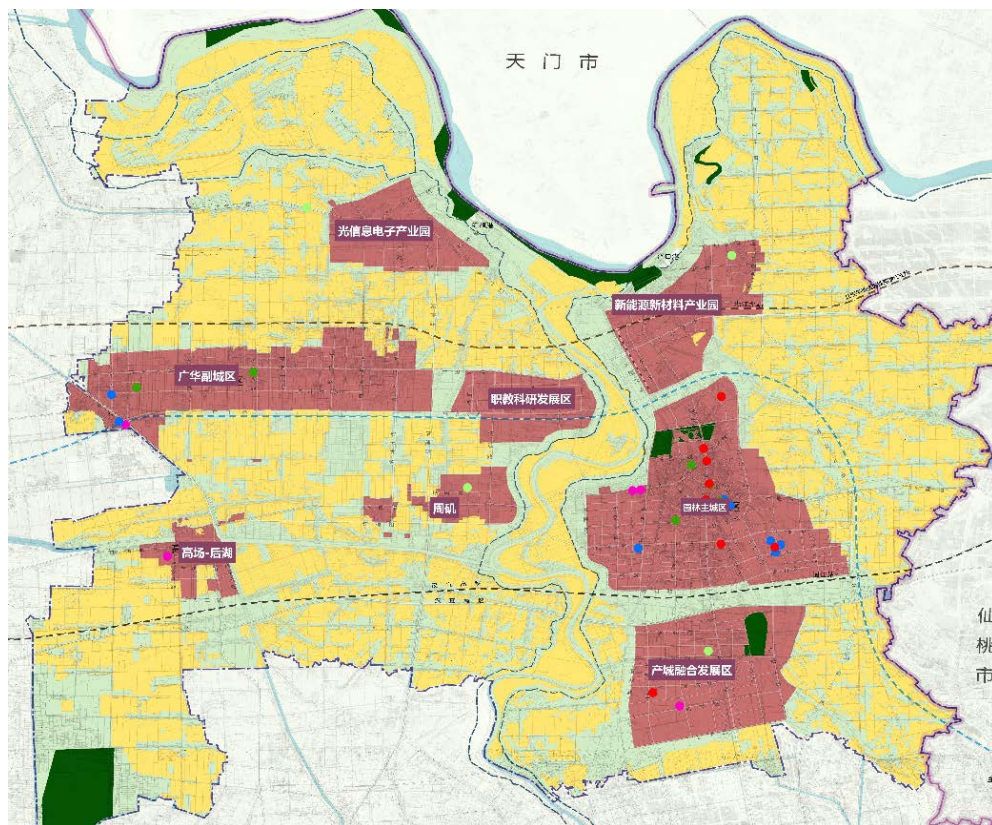 天门市
光信息电子产业园
新能源新材料产业园
广华副城区
职教科研发展区
园林主城区
周矶
高场-后湖
产城融合发展区
仙
桃
市